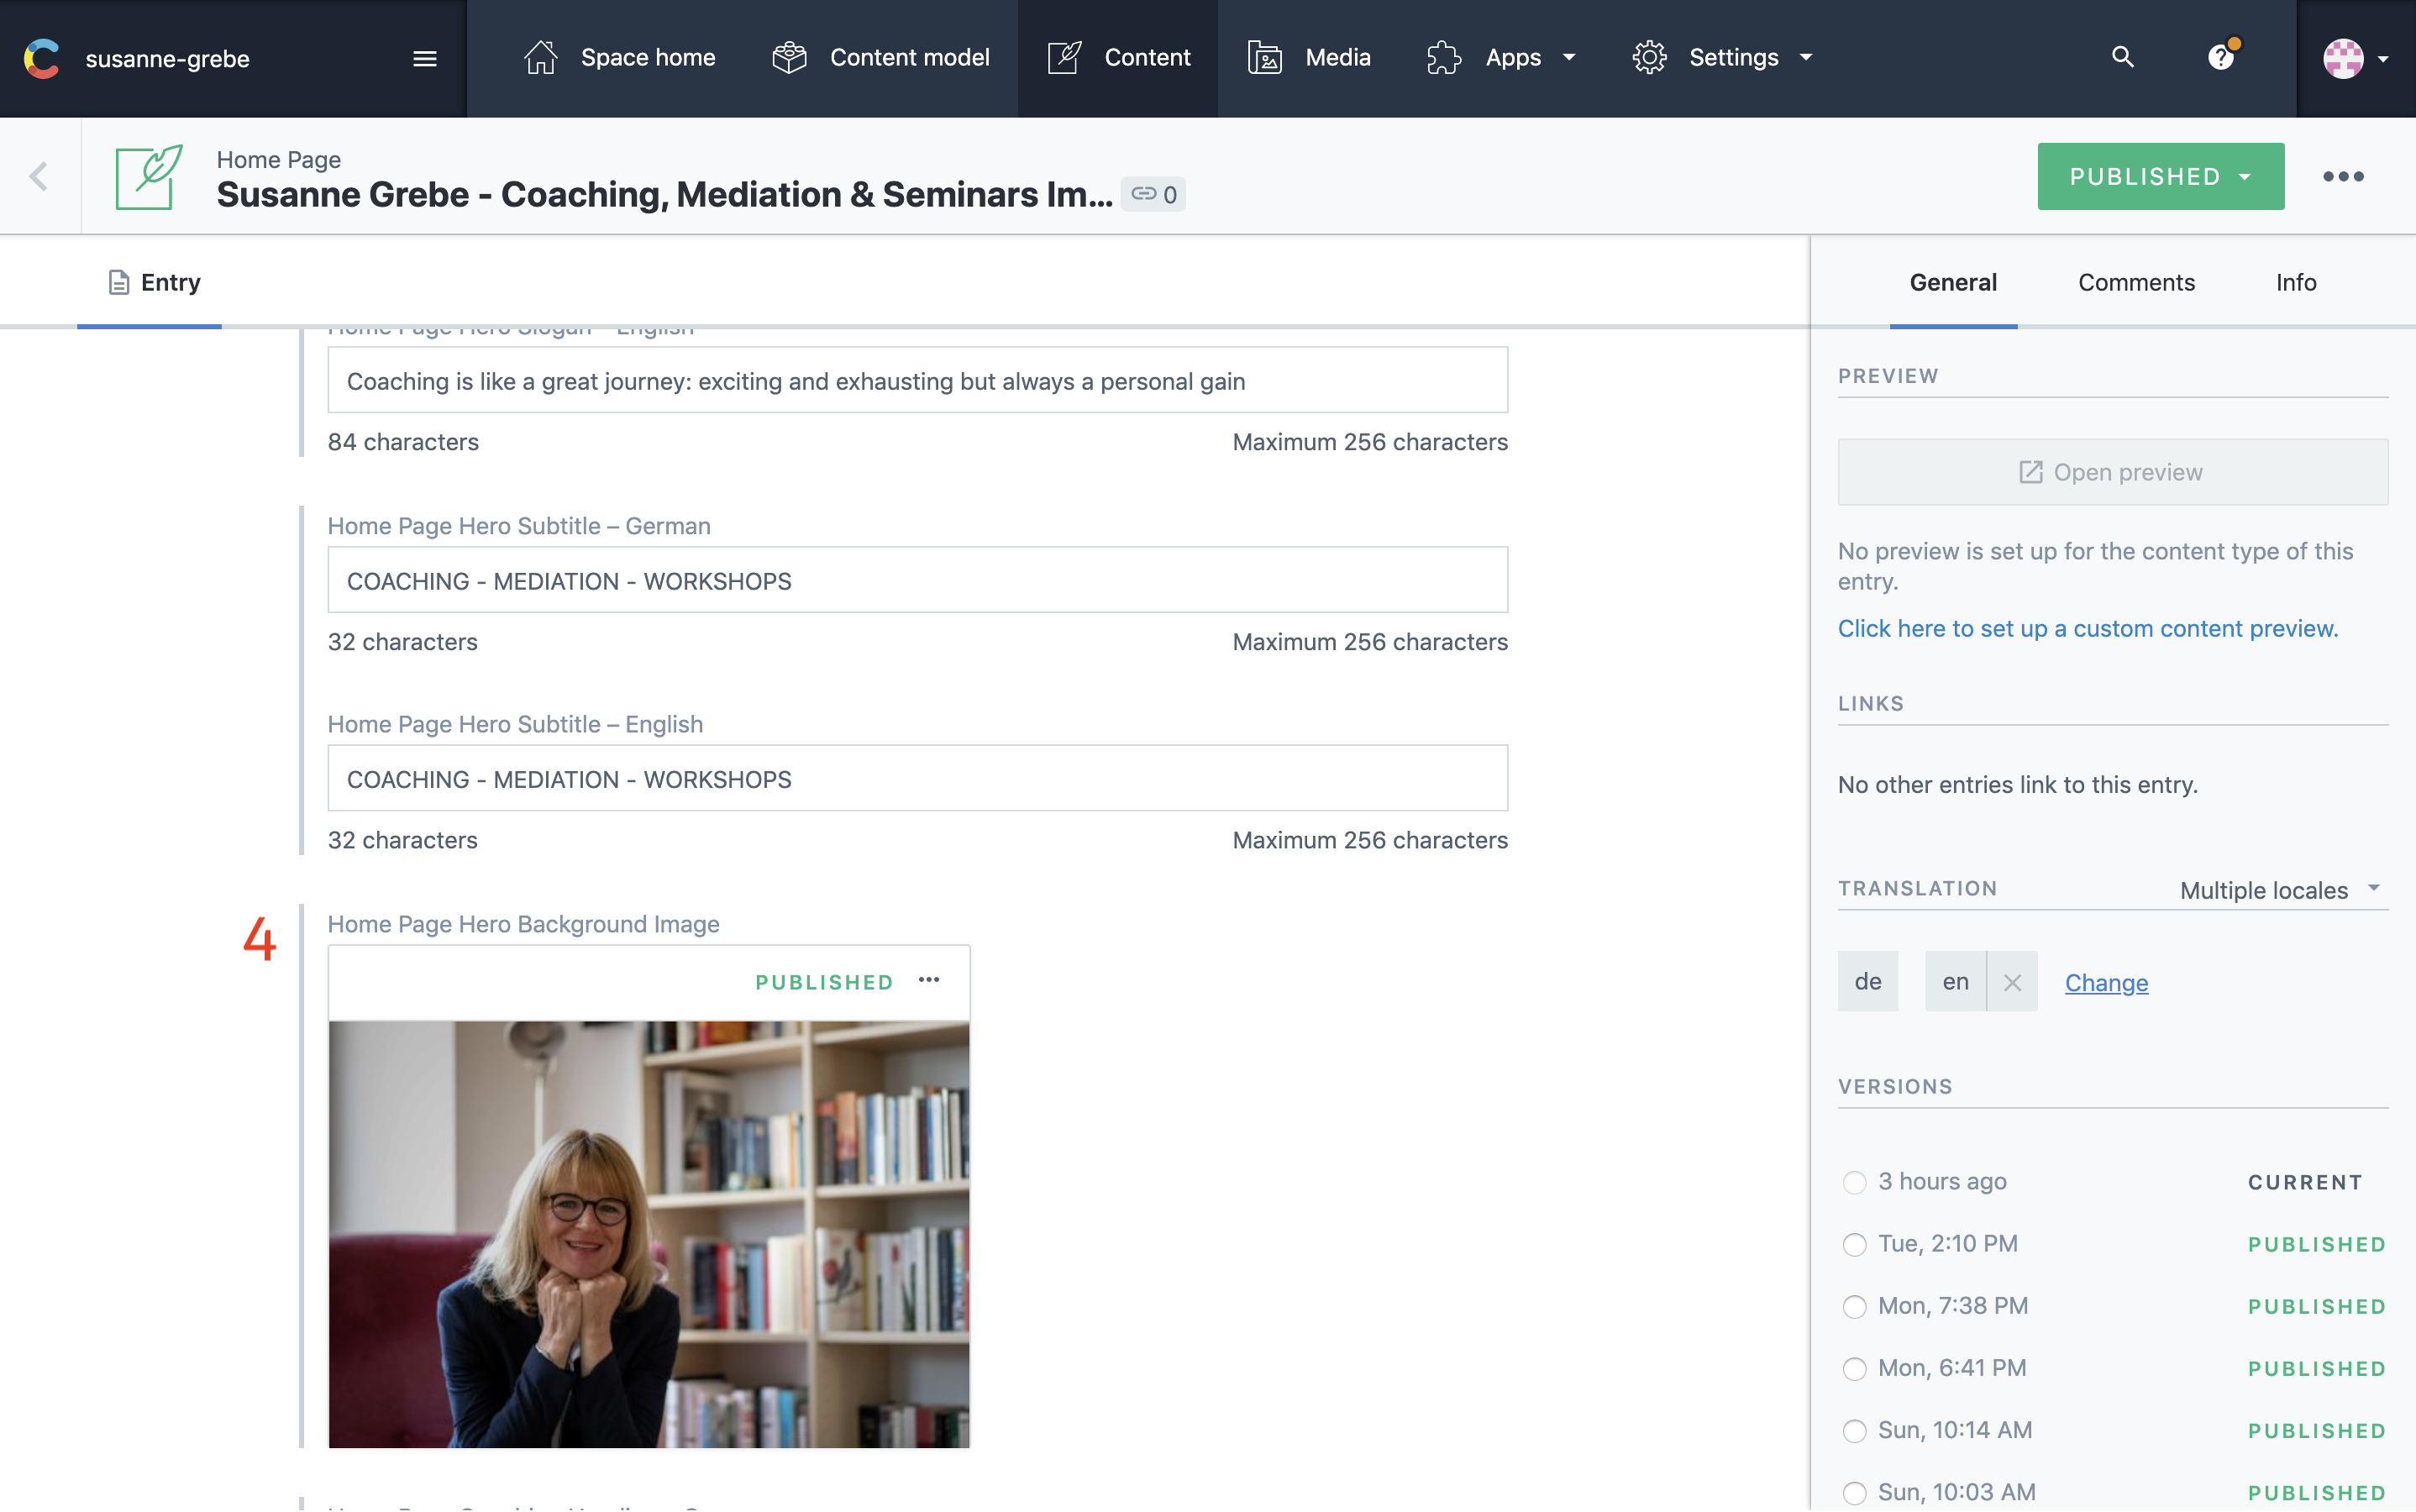 susanne-grebe
Space home
Content model
Content
Media
Apps
Settings
Home Page
Susanne Grebe - Coaching, Mediation & Seminars Im...
0
PUBLISHED
Entry
General
Comments
Info
Home Page Hero Slogan – English
Coaching is like a great journey: exciting and exhausting but always a personal gain
84 characters
Maximum 256 characters
Home Page Hero Subtitle – German
COACHING - MEDIATION - WORKSHOPS
32 characters
Maximum 256 characters
Home Page Hero Subtitle – English
COACHING - MEDIATION - WORKSHOPS
32 characters
Maximum 256 characters
4
Home Page Hero Background Image
PUBLISHED
PREVIEW
Open preview
No preview is set up for the content type of this
entry.
Click here to set up a custom content preview.
LINKS
No other entries link to this entry.
TRANSLATION
Multiple locales
de
en
Change
VERSIONS
3 hours ago
CURRENT
Tue, 2:10 PM
PUBLISHED
Mon, 7:38 PM
PUBLISHED
Mon, 6:41 PM
PUBLISHED
Sun, 10:14 AM
PUBLISHED
Sun, 10:03 AM
PUBLISHED